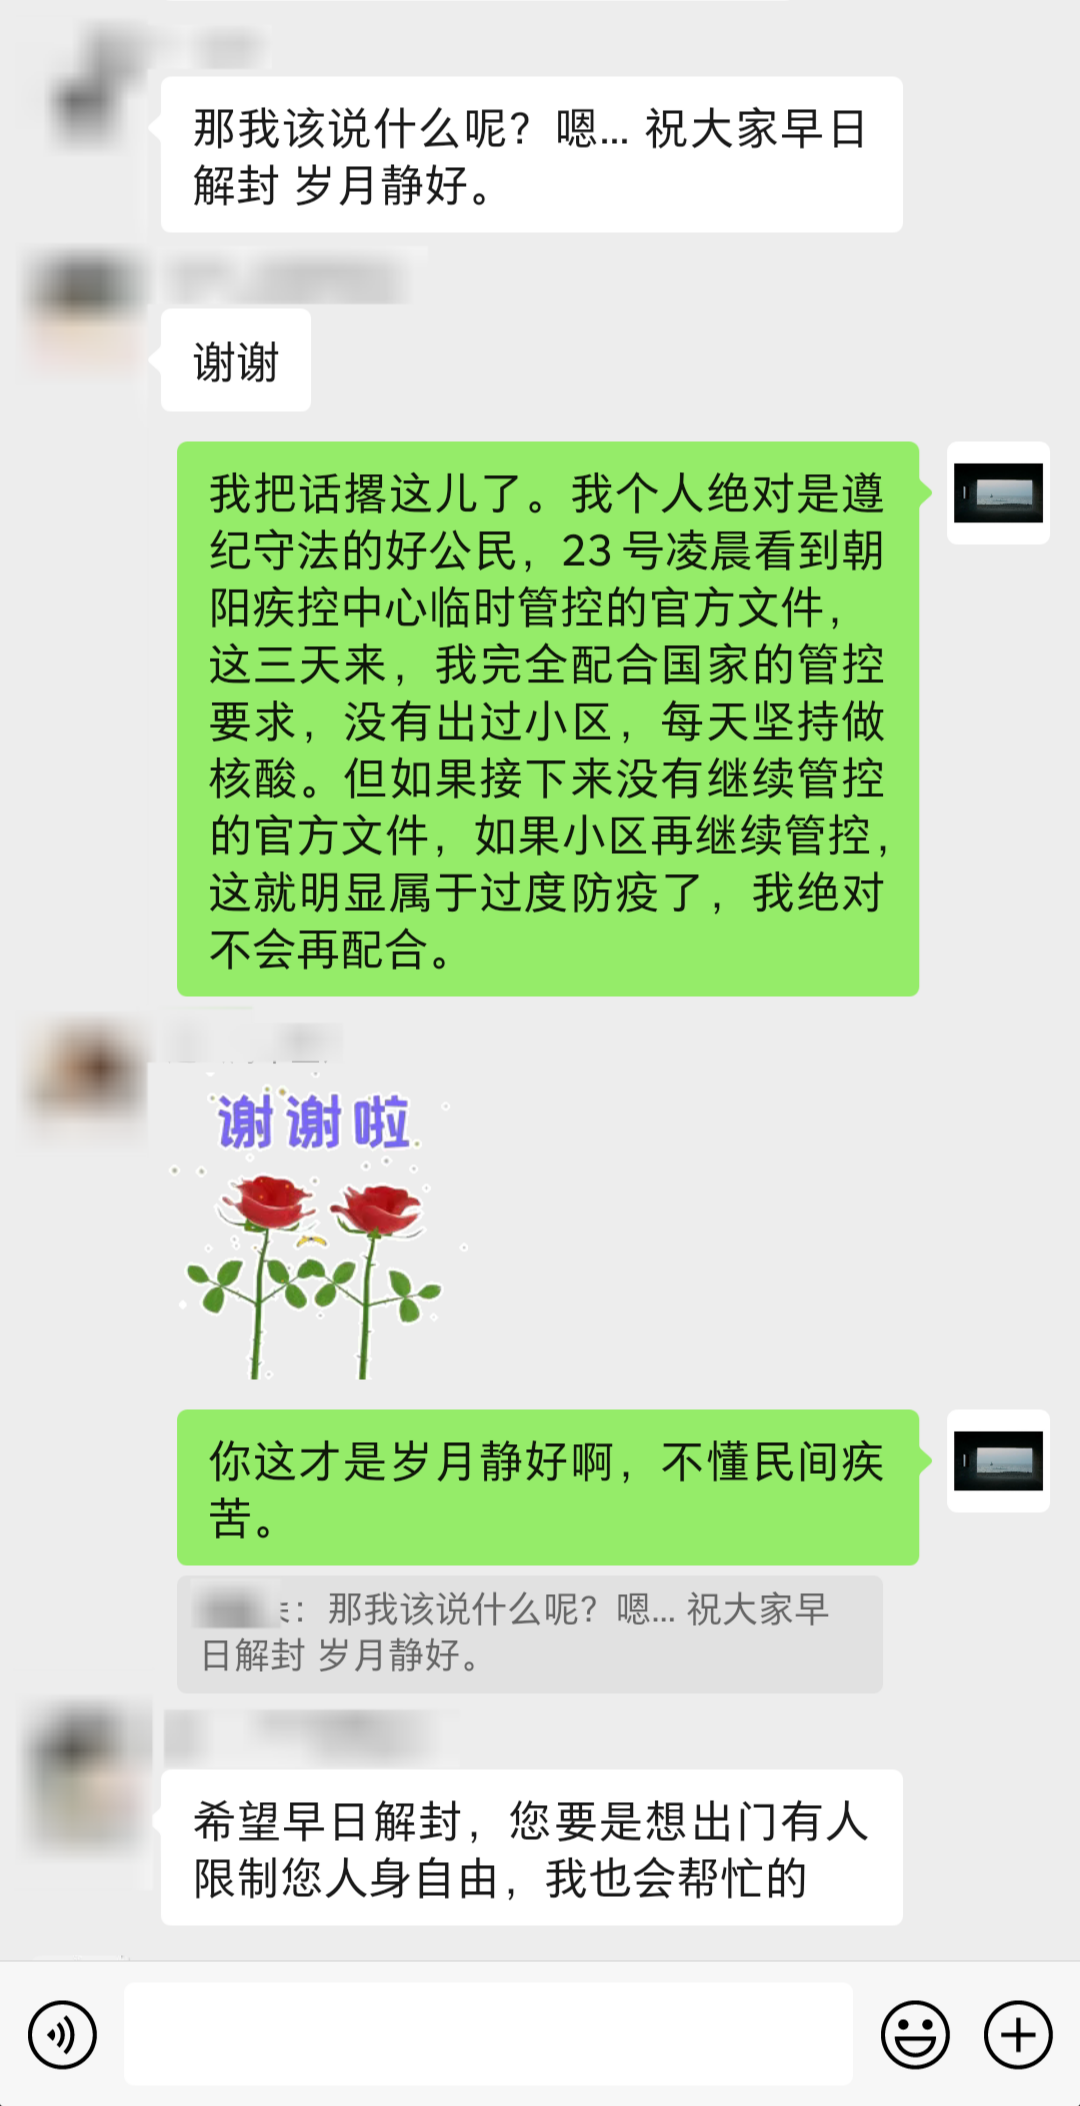 那我该说什么呢？嗯... 祝大家早日
解封 岁月静好。
谢谢
我把话撂这儿了。我个人绝对是遵
纪守法的好公民，23 号凌晨看到朝
阳疾控中心临时管控的官方文件，
这三天来，我完全配合国家的管控
要求，没有出过小区，每天坚持做
核酸。但如果接下来没有继续管控
的官方文件，如果小区再继续管控，
这就明显属于过度防疫了，我绝对
不会再配合。
谢谢啦
你这才是岁月静好啊，不懂民间疾
苦。
：那我该说什么呢？嗯... 祝大家早
日解封 岁月静好。
希望早日解封，您要是想出门有人
限制您人身自由，我也会帮忙的